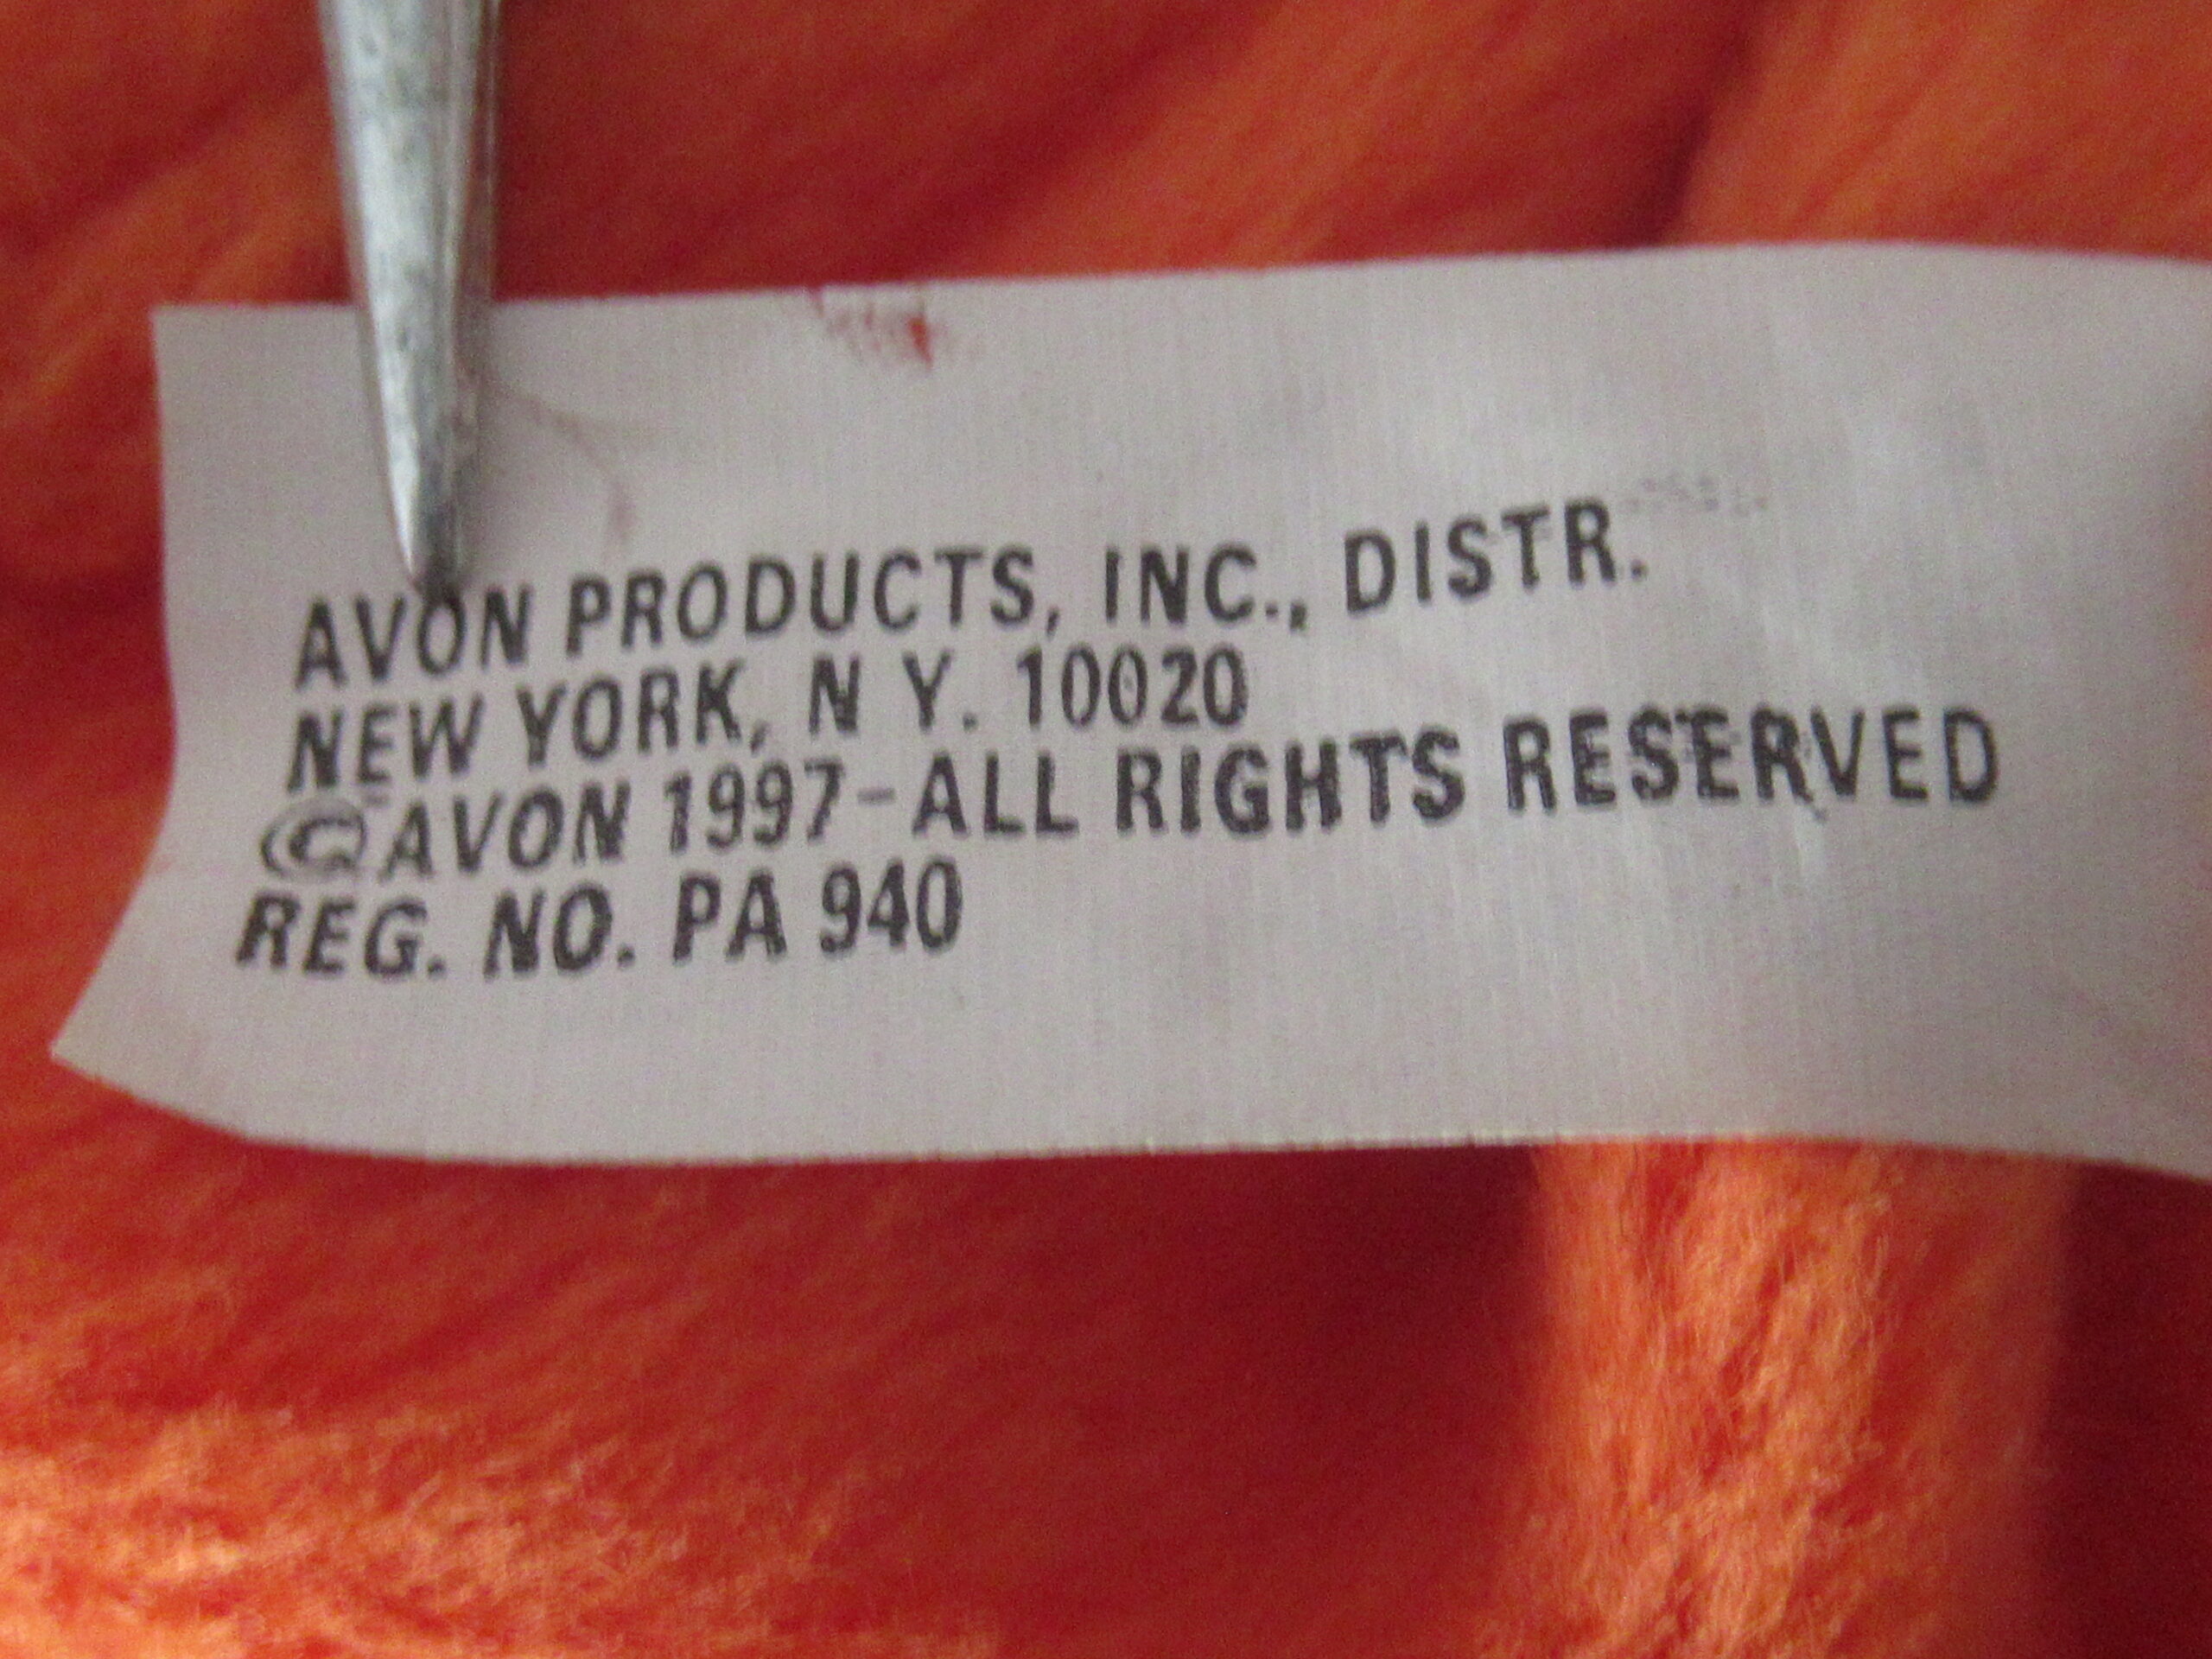 AVON PRODUCTS, INC., DISTR.
NEW YORK, N Y. 10020
©AVON 1997-ALL RIGHTS RESERVED
REG. NO. PA 940